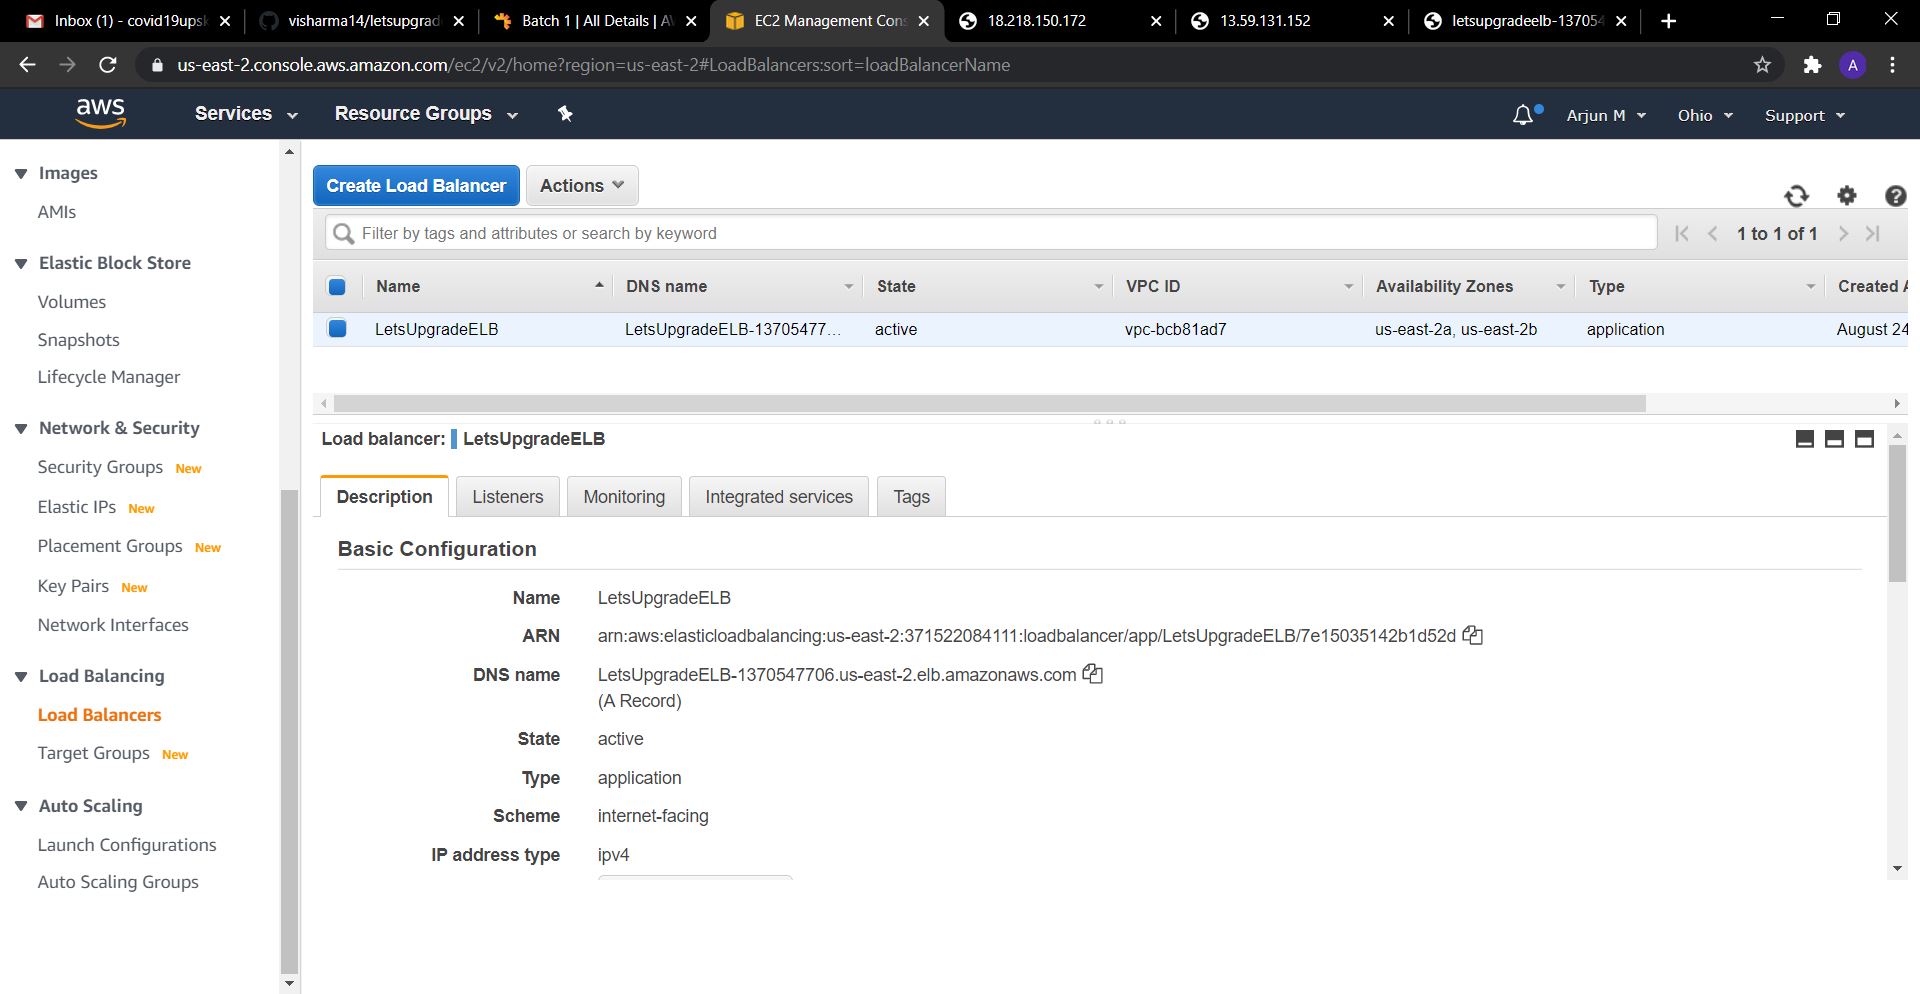 Inbox (1) - covid19upsk
visharma14/letsupgrade
Batch 1 | All Details | AW
EC2 Management Cons
18.218.150.172
13.59.131.152
letsupgradeelb-137054
us-east-2.console.aws.amazon.com/ec2/v2/home?region=us-east-2#LoadBalancers:sort=loadBalancerName
A
aws
Services
Resource Groups
Arjun M
Ohio
Support
Images
AMIs
Elastic Block Store
Volumes
Snapshots
Lifecycle Manager
Network & Security
Security Groups New
Elastic IPs New
Placement Groups New
Key Pairs New
Network Interfaces
Load Balancing
Load Balancers
Target Groups New
Auto Scaling
Launch Configurations
Auto Scaling Groups
Create Load Balancer
Actions
Filter by tags and attributes or search by keyword
1 to 1 of 1
Name DNS name State VPC ID Availability Zones Type Created A
LetsUpgradeELB LetsUpgradeELB-13705477... active vpc-bcb81ad7 us-east-2a, us-east-2b application August 24
Load balancer: LetsUpgradeELB
Description Listeners Monitoring Integrated services Tags
Basic Configuration
Name LetsUpgradeELB
ARN arn:aws:elasticloadbalancing:us-east-2:371522084111:loadbalancer/app/LetsUpgradeELB/7e15035142b1d52d
DNS name LetsUpgradeELB-1370547706.us-east-2.elb.amazonaws.com
(A Record)
State active
Type application
Scheme internet-facing
IP address type ipv4